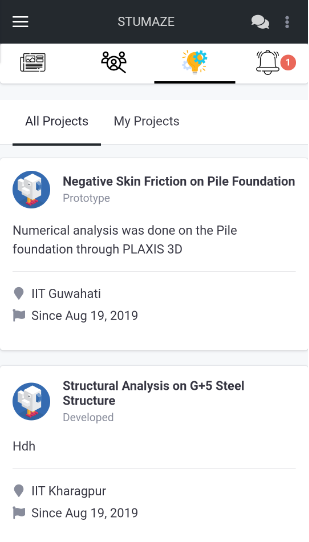 STUMAZE
1
All Projects My Projects
Negative Skin Friction on Pile Foundation
Prototype
Numerical analysis was done on the Pile
foundation through PLAXIS 3D
IIT Guwahati
Since Aug 19, 2019
Structural Analysis on G+5 Steel
Structure
Developed
Hdh
IIT Kharagpur
Since Aug 19, 2019